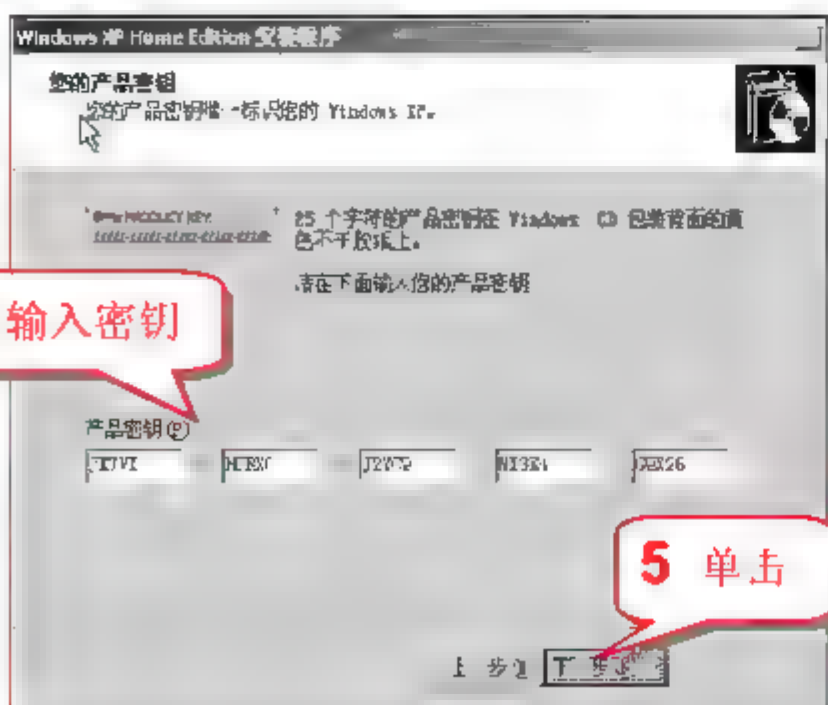 Windows XP Home Edition 安装程序
您的产品密钥
您的产品密钥唯一标识您的 Windows XP。
PRODUCT KEY
25 个字符的产品密钥在 Windows CD 包装背面的黄
色不干胶纸上。
请在下面输入您的产品密钥
输入密钥
产品密钥(P)
5 单击
上一步
下一步